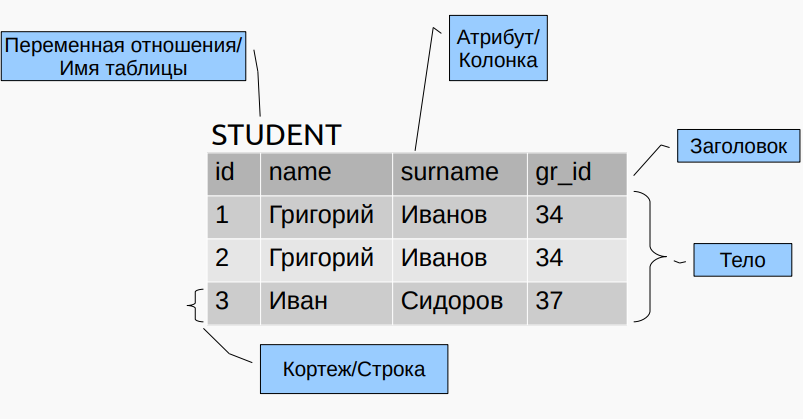 Переменная отношения/
Имя таблицы
Атрибут/
Колонка
STUDENT
Заголовок
id name surname gr_id
1 Григорий Иванов 34
2 Григорий Иванов 34
Тело
3 Иван Сидоров 37
Кортеж/Строка